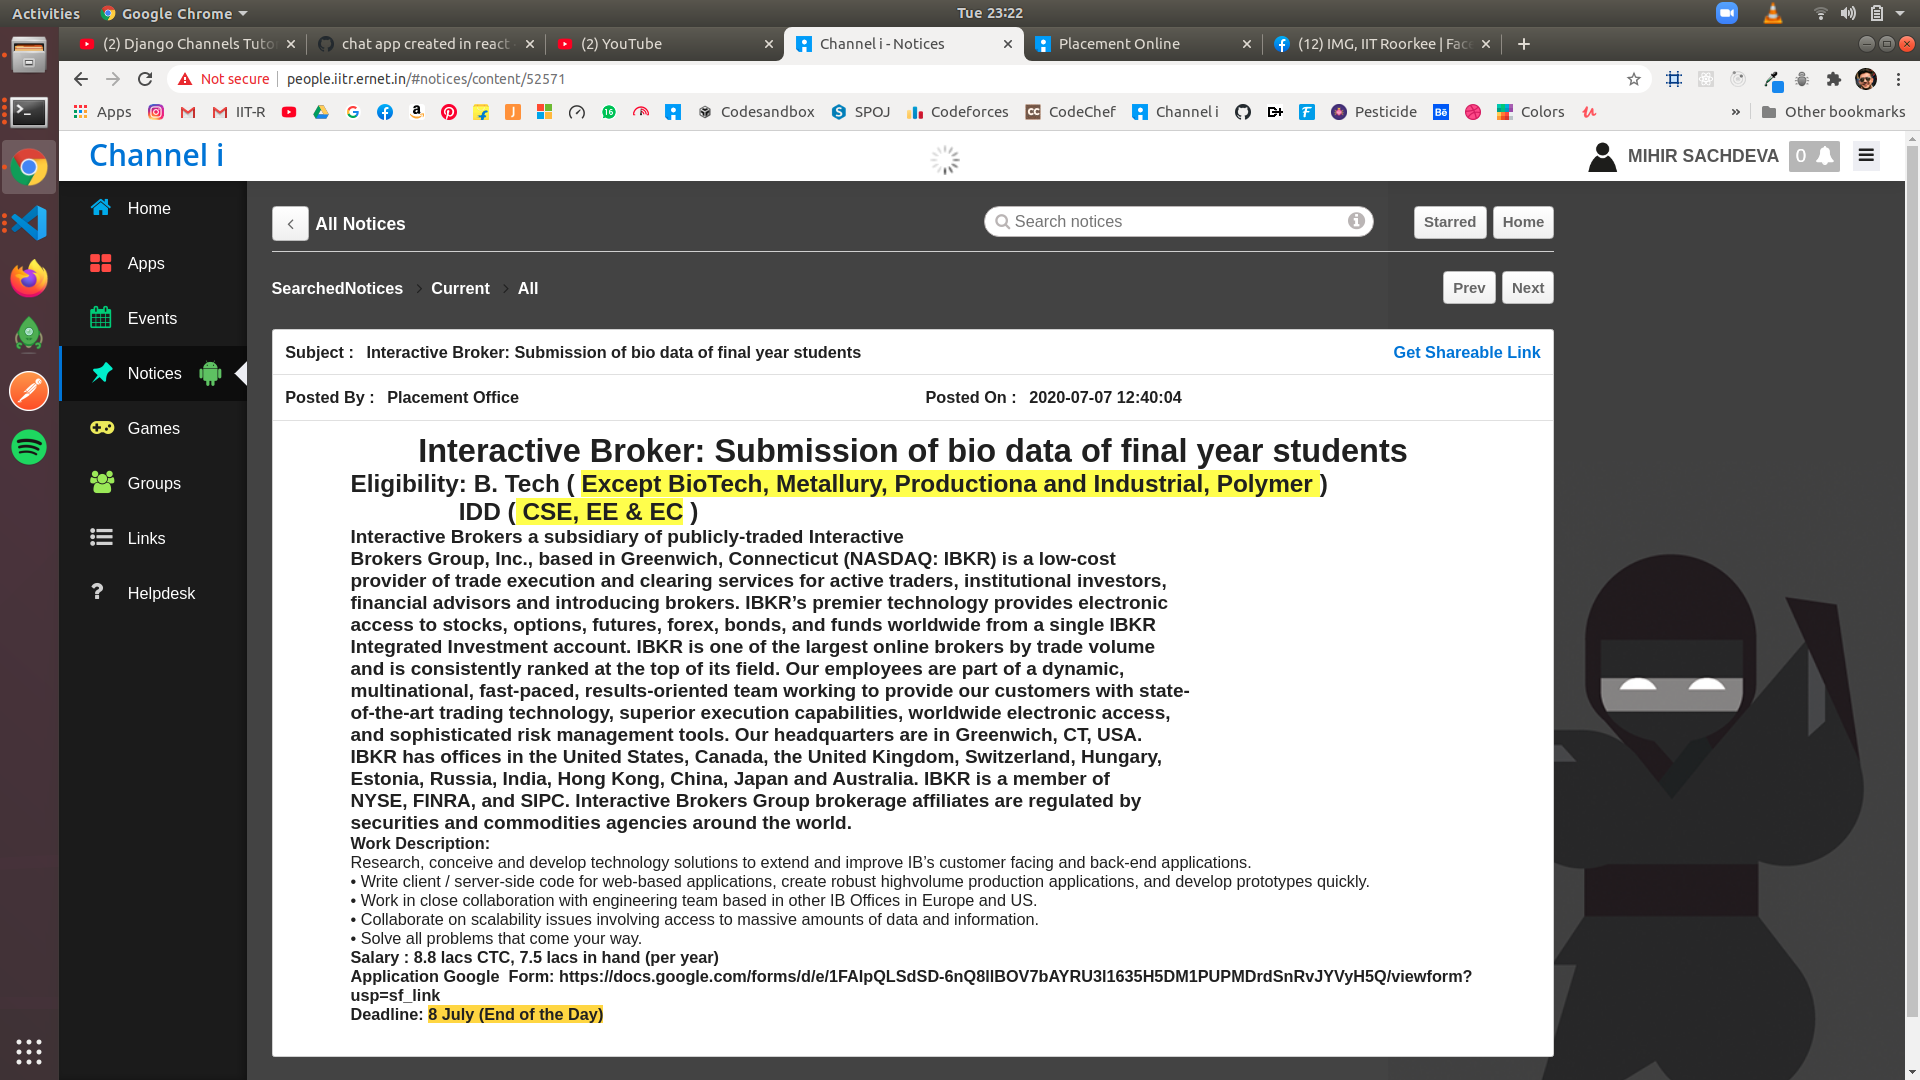 Activities Google Chrome Tue 23:22
(2) Django Channels Tuto chat app created in react - (2) YouTube Channel i - Notices Placement Online (12) IMG, IIT Roorkee | Fac
Not secure people.iitr.ernet.in/#notices/content/52571
Apps IIT-R Codesandbox SPOJ Codeforces CodeChef Channel i Pesticide Colors » Other bookmarks
Channel i MIHIR SACHDEVA 0
Home
Apps
Events
Notices
Games
Groups
Links
Helpdesk
All Notices Search notices Starred Home
SearchedNotices Current All Prev Next
Subject : Interactive Broker: Submission of bio data of final year students Get Shareable Link
Posted By : Placement Office Posted On : 2020-07-07 12:40:04
Interactive Broker: Submission of bio data of final year students
Eligibility: B. Tech ( Except BioTech, Metallury, Productiona and Industrial, Polymer )
IDD ( CSE, EE & EC )
Interactive Brokers a subsidiary of publicly-traded Interactive
Brokers Group, Inc., based in Greenwich, Connecticut (NASDAQ: IBKR) is a low-cost
provider of trade execution and clearing services for active traders, institutional investors,
financial advisors and introducing brokers. IBKR’s premier technology provides electronic
access to stocks, options, futures, forex, bonds, and funds worldwide from a single IBKR
Integrated Investment account. IBKR is one of the largest online brokers by trade volume
and is consistently ranked at the top of its field. Our employees are part of a dynamic,
multinational, fast-paced, results-oriented team working to provide our customers with state-
of-the-art trading technology, superior execution capabilities, worldwide electronic access,
and sophisticated risk management tools. Our headquarters are in Greenwich, CT, USA.
IBKR has offices in the United States, Canada, the United Kingdom, Switzerland, Hungary,
Estonia, Russia, India, Hong Kong, China, Japan and Australia. IBKR is a member of
NYSE, FINRA, and SIPC. Interactive Brokers Group brokerage affiliates are regulated by
securities and commodities agencies around the world.
Work Description:
Research, conceive and develop technology solutions to extend and improve IB’s customer facing and back-end applications.
• Write client / server-side code for web-based applications, create robust highvolume production applications, and develop prototypes quickly.
• Work in close collaboration with engineering team based in other IB Offices in Europe and US.
• Collaborate on scalability issues involving access to massive amounts of data and information.
• Solve all problems that come your way.
Salary : 8.8 lacs CTC, 7.5 lacs in hand (per year)
Application Google Form: https://docs.google.com/forms/d/e/1FAIpQLSdSD-6nQ8lIBOV7bAYRU3l1635H5DM1PUPMDrdSnRvJYVyH5Q/viewform?
usp=sf_link
Deadline: 8 July (End of the Day)